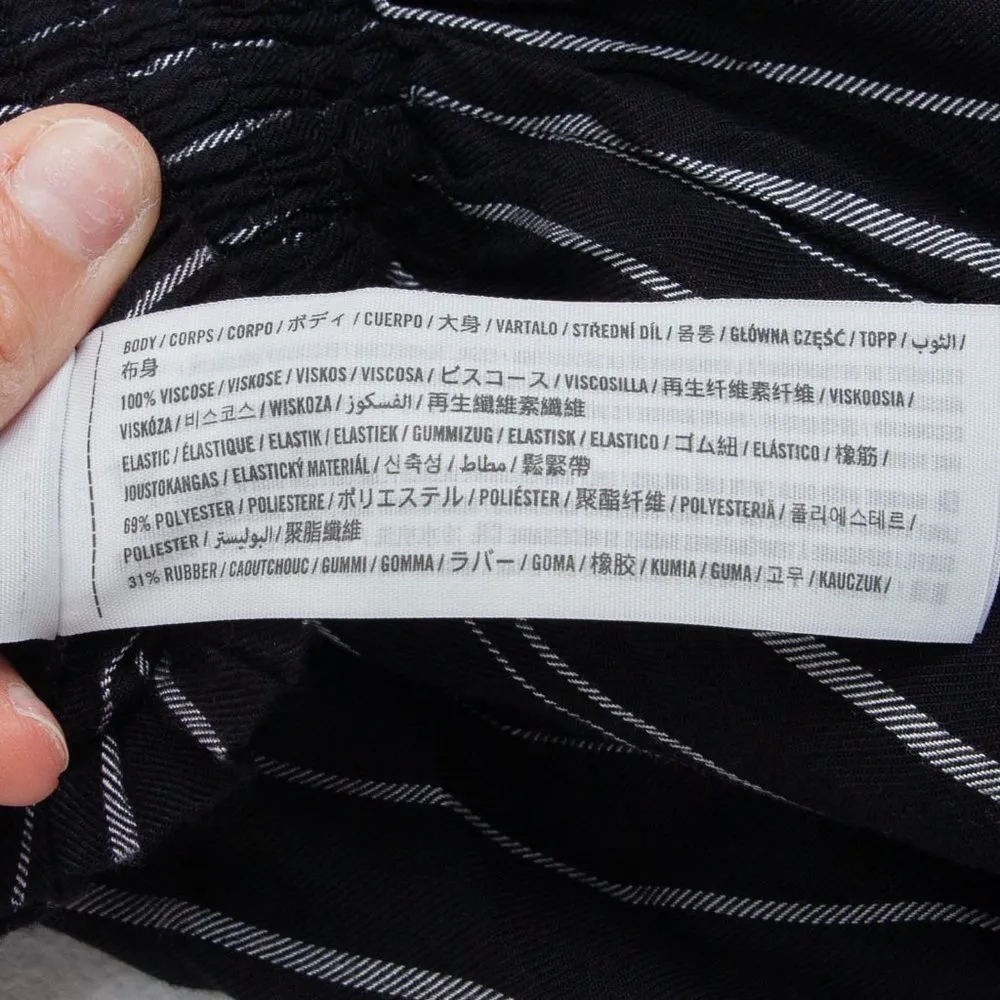 BODY / CORPS / CORPO / ボディ / CUERPO / 大身 / VARTALO / STŘEDNÍ DÍL / 몸통 / GŁÓWNA CZĘŚĆ / TOPP / الثوب /
布身
100% VISCOSE / VISKOSE / VISKOS / VISCOSA / ビスコース / VISCOSILLA / 再生纤维素纤维 / VISKOOSIA /
VISKÓZA / 비스코스 / WISKOZA / الفسكوز / 再生纖維素纖維
ELASTIC / ÉLASTIQUE / ELASTIK / ELASTIEK / GUMMIZUG / ELASTISK / ELASTICO / ゴム紐 / ELÁSTICO / 橡筋 /
JOUSTOKANGAS / ELASTICKÝ MATERIÁL / 신축성 / مطاط / 鬆緊帶
69% POLYESTER / POLIESTERE / ポリエステル / POLIÉSTER / 聚酯纤维 / POLYESTERIÄ / 폴리에스테르 /
POLIESTER / البوليستر / 聚脂纖維
31% RUBBER / CAOUTCHOUC / GUMMI / GOMMA / ラバー / GOMA / 橡胶 / KUMIA / GUMA / 고무 / KAUCZUK /